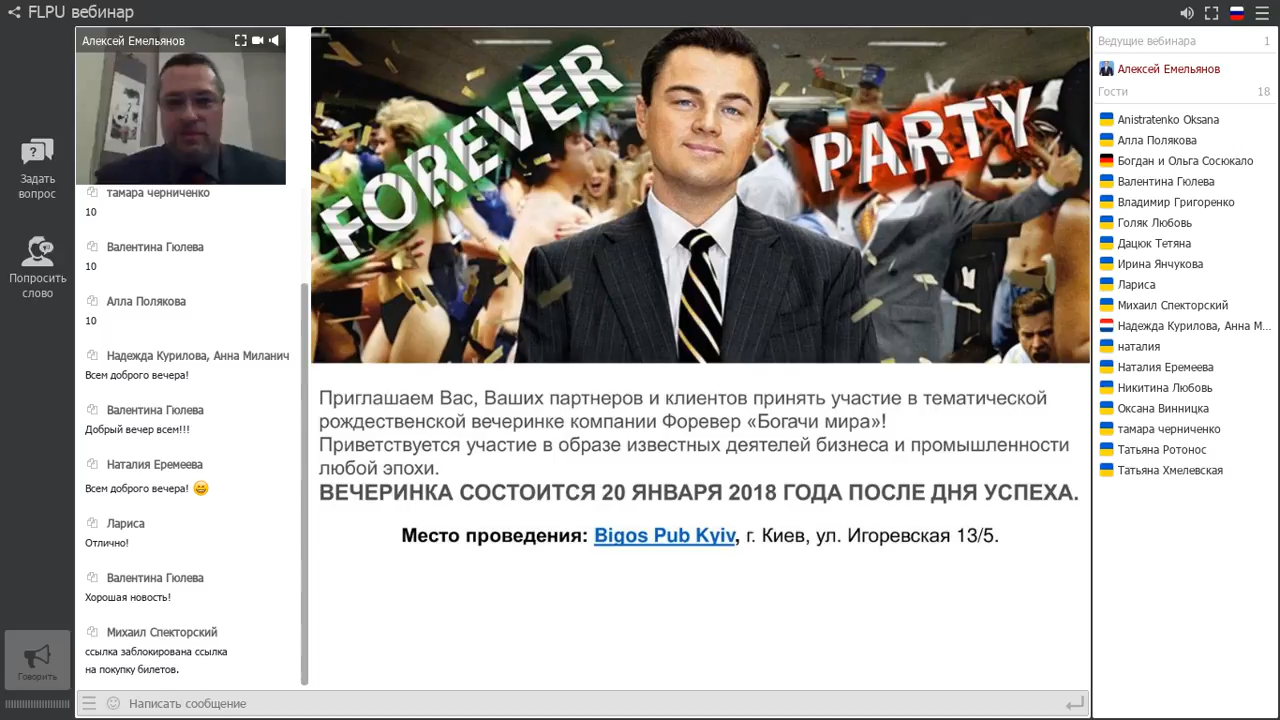 FLPU вебинар
Алексей Емельянов
тамара черниченко
10
Валентина Гюлева
10
Алла Полякова
10
Надежда Курилова, Анна Миланич
Всем доброго вечера!
Валентина Гюлева
Добрый вечер всем!!!
Наталия Еремеева
Всем доброго вечера!
Лариса
Отлично!
Валентина Гюлева
Хорошая новость!
Михаил Спекторский
ссылка заблокирована ссылка
на покупку билетов.
Написать сообщение
Задать
вопрос
Попросить
слово
Говорить
FOREVER
PARTY
Приглашаем Вас, Ваших партнеров и клиентов принять участие в тематической
рождественской вечеринке компании Форевер «Богачи мира»!
Приветствуется участие в образе известных деятелей бизнеса и промышленности
любой эпохи.
ВЕЧЕРИНКА СОСТОИТСЯ 20 ЯНВАРЯ 2018 ГОДА ПОСЛЕ ДНЯ УСПЕХА.
Место проведения: Bigos Pub Kyiv, г. Киев, ул. Игоревская 13/5.
Ведущие вебинара 1
Алексей Емельянов
Гости 18
Anistratenko Oksana
Алла Полякова
Богдан и Ольга Сосюкало
Валентина Гюлева
Владимир Григоренко
Голяк Любовь
Дацюк Тетяна
Ирина Янчукова
Лариса
Михаил Спекторский
Надежда Курилова, Анна М...
наталия
Наталия Еремеева
Никитина Любовь
Оксана Винницка
тамара черниченко
Татьяна Ротонос
Татьяна Хмелевская